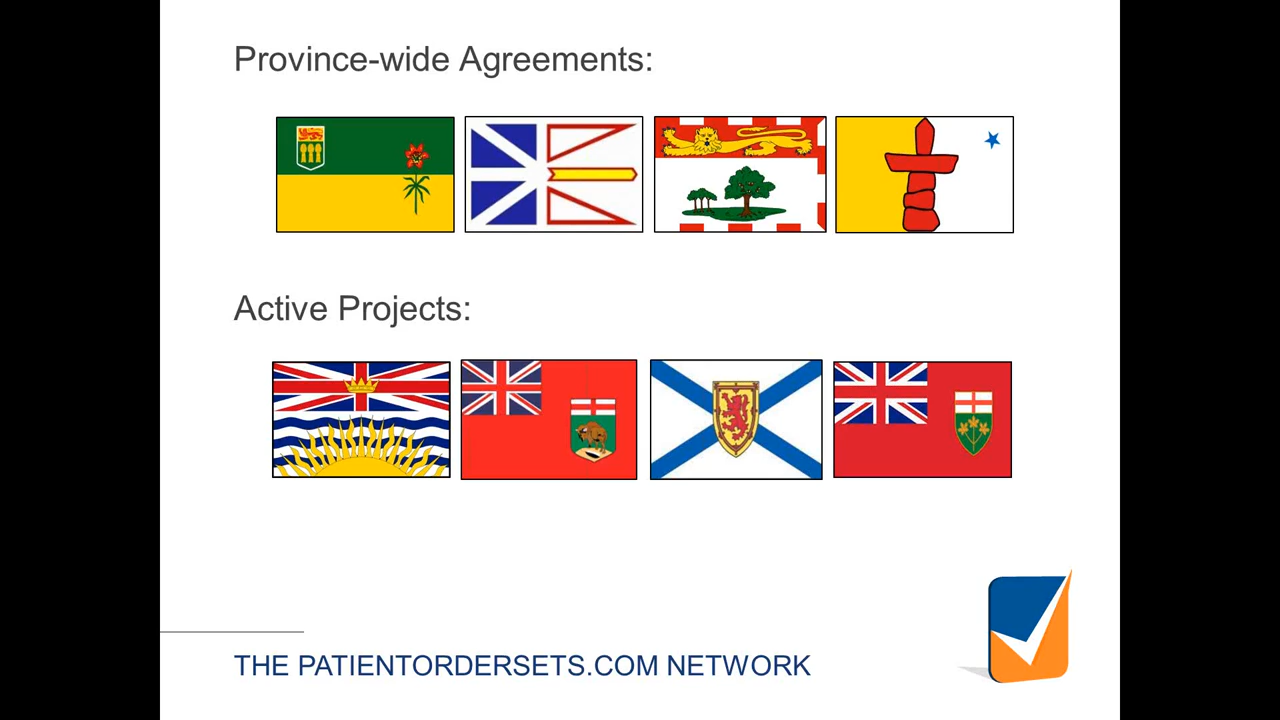 Province-wide Agreements:
Active Projects:
THE PATIENTORDERSETS.COM NETWORK